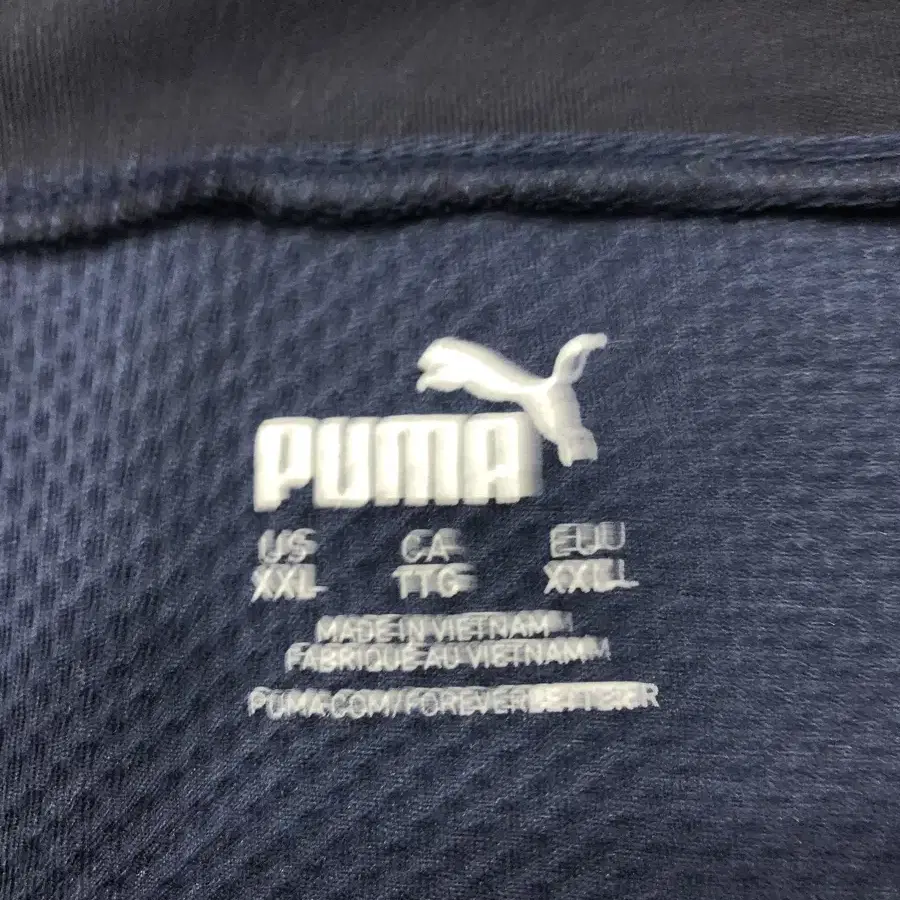 PUMA
US CA EU
XXL TTG XXL
MADE IN VIETNAM
FABRIQUÉ AU VIETNAM
PUMA.COM/FOREVERBETTER